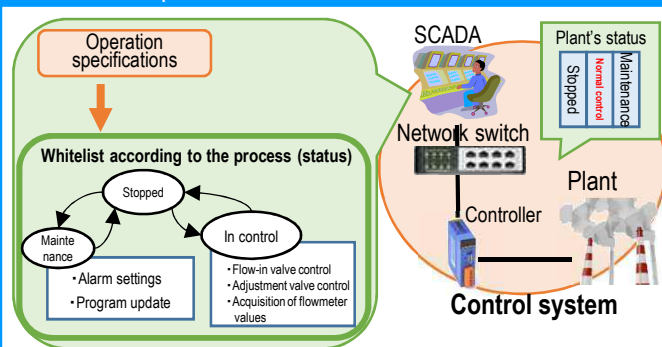 Operation
specifications
Whitelist according to the process (status)
Stopped
Mainte
nance
In control
・Alarm settings
・Program update
・Flow-in valve control
・Adjustment valve control
・Acquisition of flowmeter
values
SCADA
Plant's status
Stopped
Normal control
Maintenance
Network switch
Controller
Plant
Control system